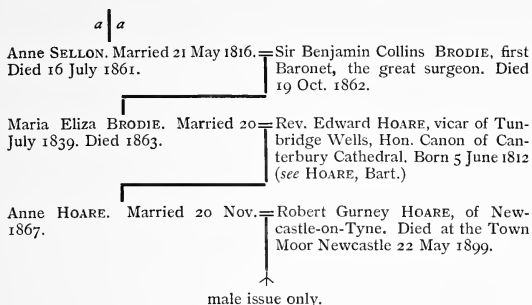 a a
Anne SELLON. Married 21 May 1816.=Sir Benjamin Collins BRODIE, first
Died 16 July 1861. Baronet, the great surgeon. Died
19 Oct. 1862.
Maria Eliza BRODIE. Married 20=Rev. Edward HOARE, vicar of Tun-
July 1839. Died 1863. bridge Wells, Hon. Canon of Can-
terbury Cathedral. Born 5 June 1812
(see HOARE, Bart.)
Anne HOARE. Married 20 Nov.=Robert Gurney HOARE, of New-
1867. castle-on-Tyne. Died at the Town
Moor Newcastle 22 May 1899.
male issue only.